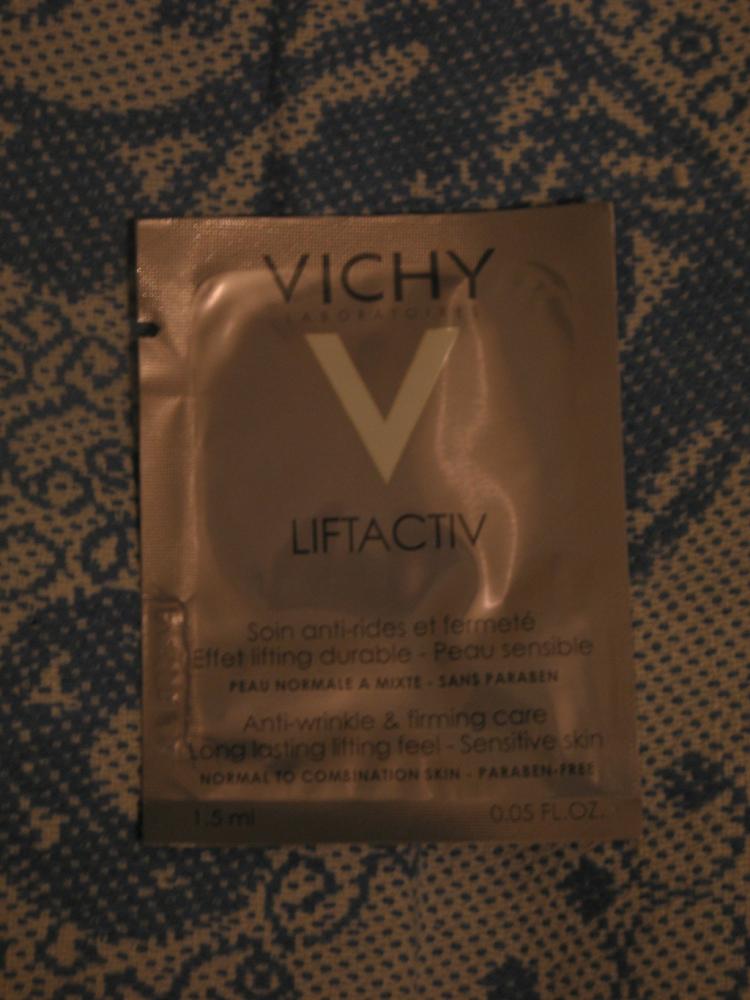 VICHY
LABORATOIRES
V
LIFTACTIV
Soin anti-rides et fermeté
Effet lifting durable - Peau sensible
PEAU NORMALE A MIXTE - SANS PARABEN
Anti-wrinkle & firming care
Long lasting lifting feel - Sensitive skin
NORMAL TO COMBINATION SKIN - PARABEN-FREE
1.5 ml 0.05 FL.OZ.